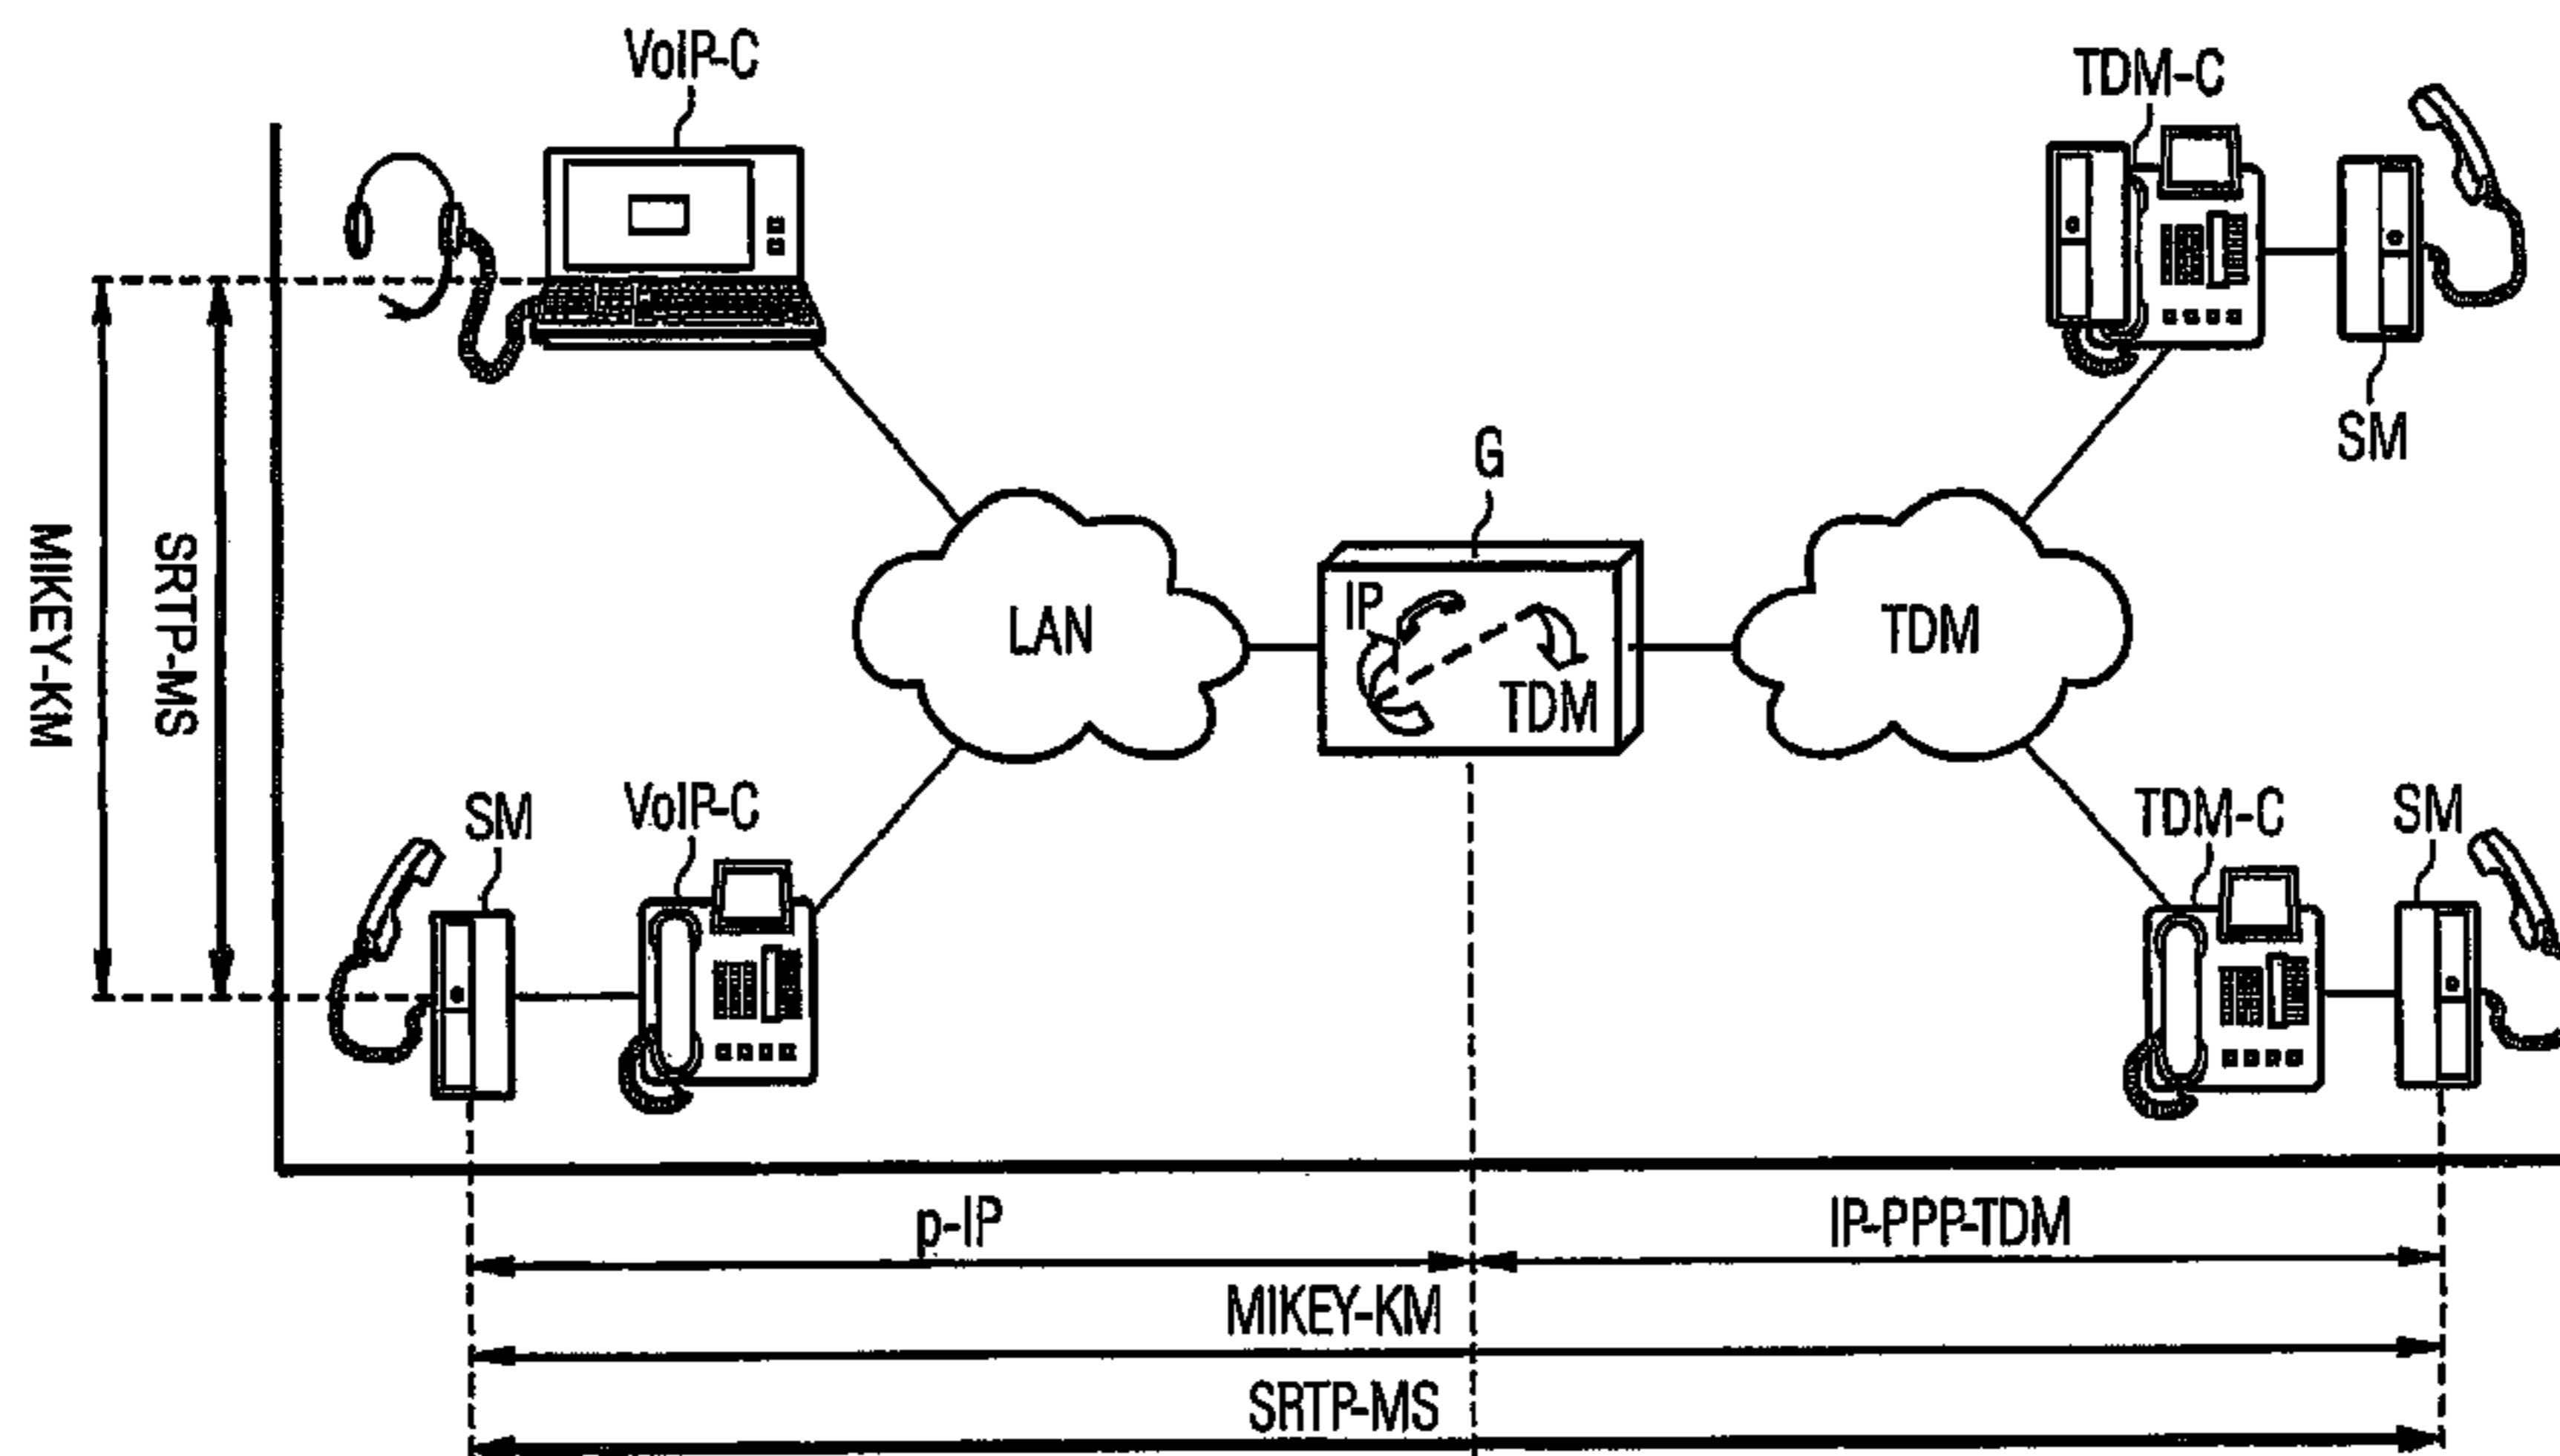 VoIP-C
TDM-C
SM
G
MIKEY-KM
SRTP-MS
LAN
IP
TDM
TDM
SM
VoIP-C
TDM-C
SM
p-IP
IP-PPP-TDM
MIKEY-KM
SRTP-MS